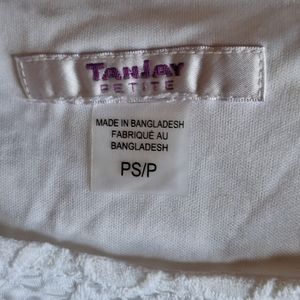 TANJAY
PETITE
MADE IN BANGLADESH
FABRIQUÉ AU
BANGLADESH
PS/P